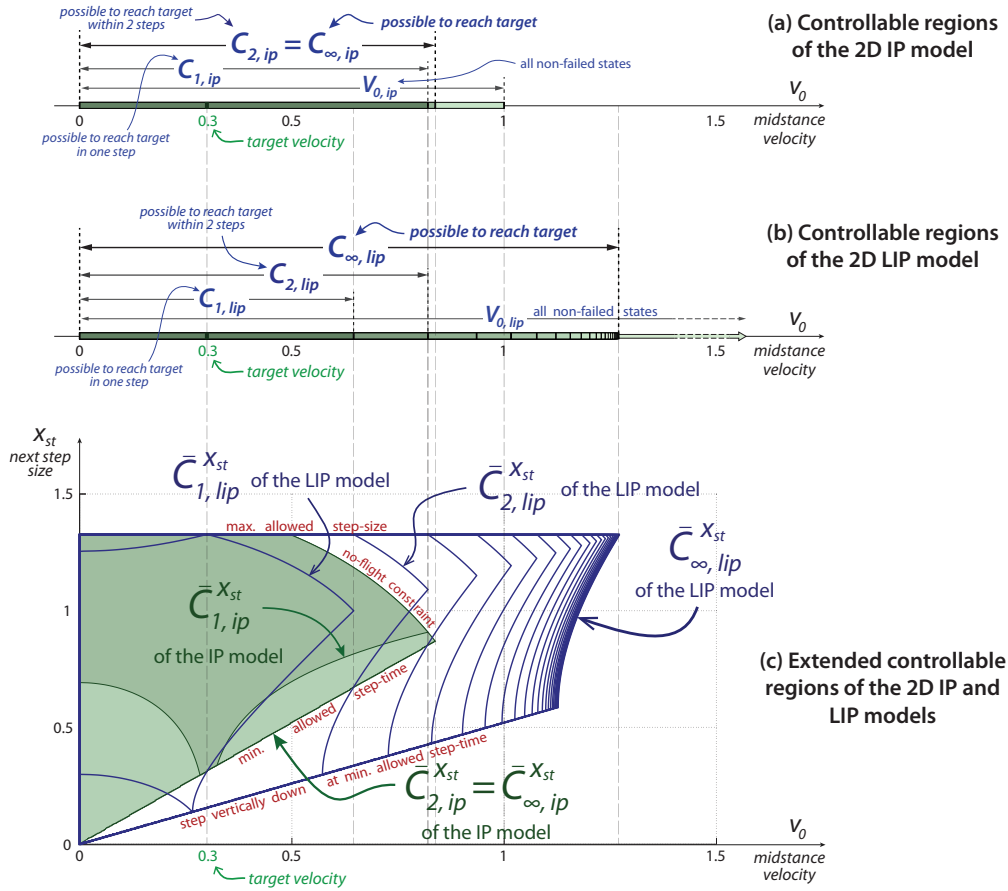 possible to reach target
within 2 steps
possible to reach target
(a) Controllable regions
of the 2D IP model
C2, ip = C∞, ip
C1, ip
V0, ip
all non-failed states
V0
0
0.3
0.5
1
1.5
midstance
velocity
possible to reach target
in one step
target velocity
possible to reach target
within 2 steps
possible to reach target
(b) Controllable regions
of the 2D LIP model
C∞, lip
C2, lip
C1, lip
V0, lip
all non-failed states
V0
0
0.3
0.5
1
1.5
midstance
velocity
possible to reach target
in one step
target velocity
xst
next step
size
C̄1, lip^xst of the LIP model
C̄2, lip^xst of the LIP model
1.5
max. allowed step-size
C̄∞, lip^xst
of the LIP model
no-flight constraint
C̄1, ip^xst
of the IP model
1
(c) Extended controllable
regions of the 2D IP and
LIP models
min. allowed step-time
0.5
step vertically down at min. allowed step-time
C̄2, ip^xst = C̄∞, ip^xst
of the IP model
V0
0
0
0.3
0.5
1
1.5
midstance
velocity
target velocity